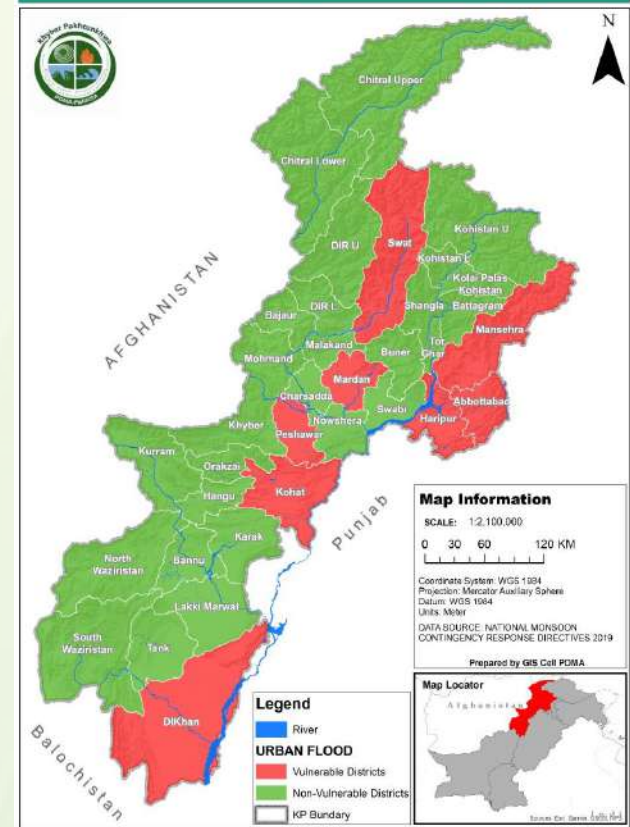 Khyber Pakhtunkhwa
N
Chitral Upper
Chitral Lower
AFGHANISTAN
DIR U
Swat
Kohistan U
Kohistan L
Kolai Palas
Kohistan
DIR L
Shangla
Battagram
Bajaur
Mansehra
Malakand
Tor
Ghar
Mohmand
Buner
Mardan
Charsadda
Abbottabad
Swabi
Haripur
Khyber
Nowshera
Peshawar
Kurram
Orakzai
Kohat
Hangu
Punjab
Karak
North
Waziristan
Bannu
Lakki Marwat
South
Waziristan
Tank
DIKhan
Balochistan
Map Information
SCALE: 1:2,100,000
0 30 60 120 KM
Coordinate System: WGS 1984
Projection: Mercator Auxiliary Sphere
Datum: WGS 1984
Units: Meter
DATA SOURCE: NATIONAL MONSOON
CONTINGENCY RESPONSE DIRECTIVES 2019
Prepared by GIS Cell PDMA
Legend
River
URBAN FLOOD
Vulnerable Districts
Non-Vulnerable Districts
KP Bundary
Map Locator
Afghanistan